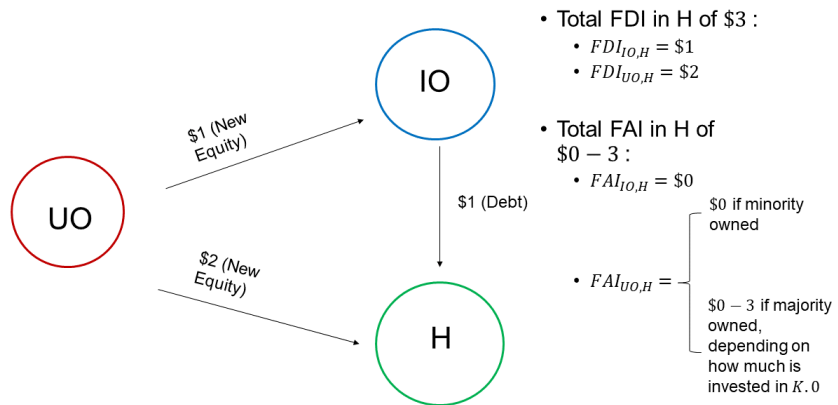 UO
IO
H
$1 (New
Equity)
$2 (New
Equity)
$1 (Debt)
• Total FDI in H of $3 :
• FDI_{IO,H} = $1
• FDI_{UO,H} = $2
• Total FAI in H of
$0 − 3 :
• FAI_{IO,H} = $0
• FAI_{UO,H} =
$0 if minority
owned
$0 − 3 if majority
owned,
depending on
how much is
invested in K.0